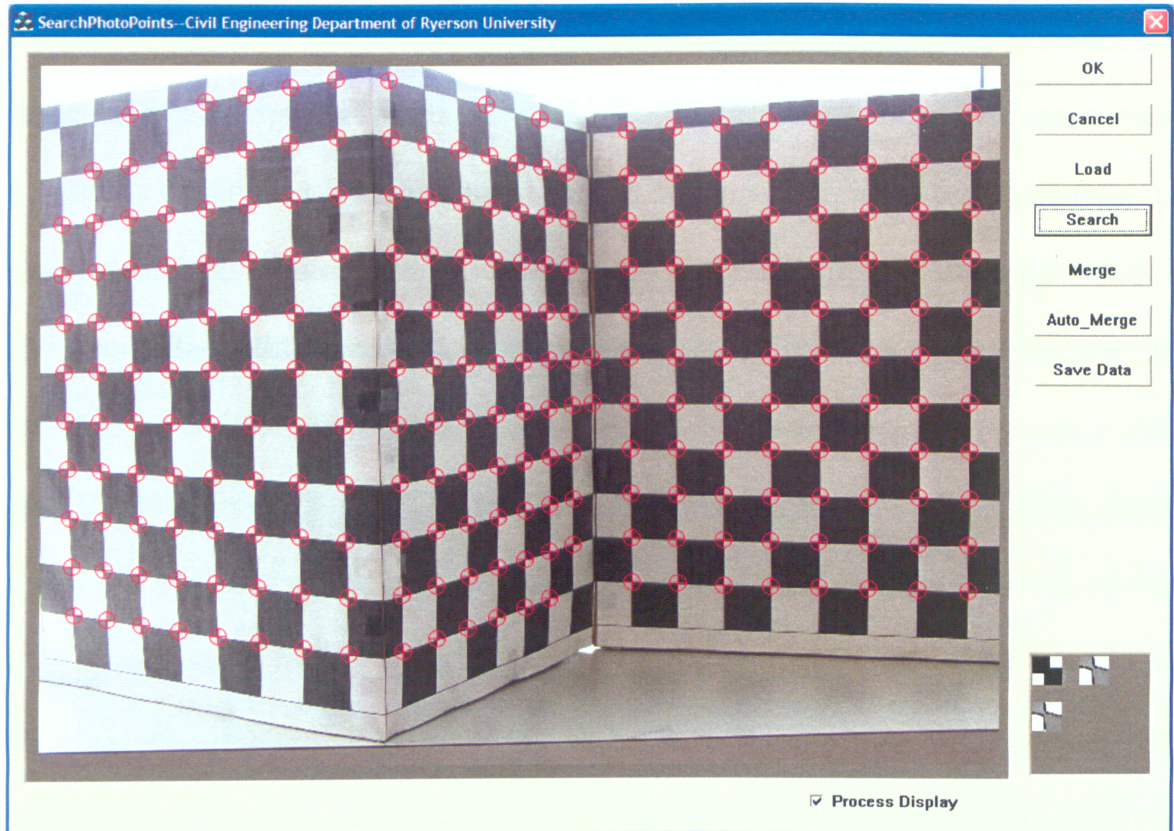 SearchPhotoPoints--Civil Engineering Department of Ryerson University
OK
Cancel
Load
Search
Merge
Auto_Merge
Save Data
Process Display